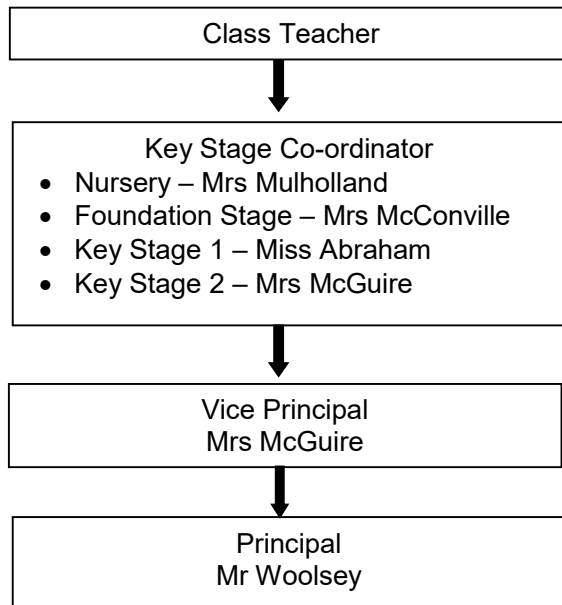 Class Teacher
Key Stage Co-ordinator
• Nursery – Mrs Mulholland
• Foundation Stage – Mrs McConville
• Key Stage 1 – Miss Abraham
• Key Stage 2 – Mrs McGuire
Vice Principal
Mrs McGuire
Principal
Mr Woolsey